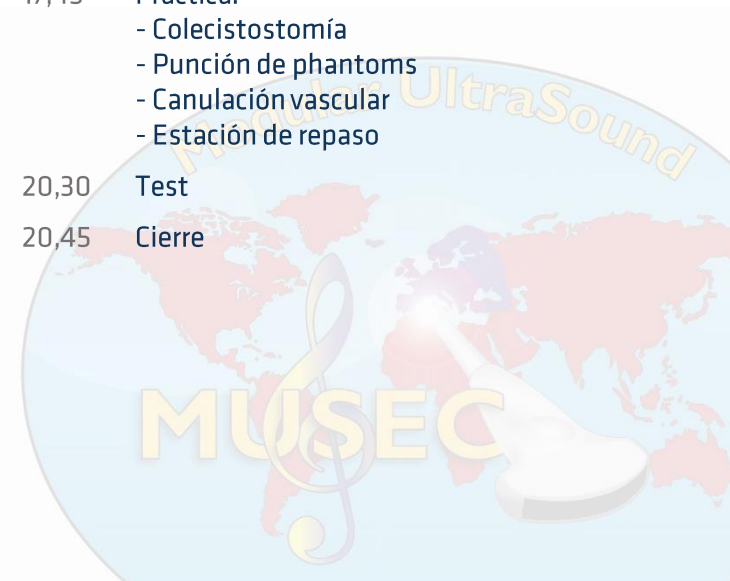 - Colecistostomía
- Punción de phantoms
- Canulación vascular
- Estación de repaso
20,30 Test
20,45 Cierre
Modular UltraSound
MUSEC